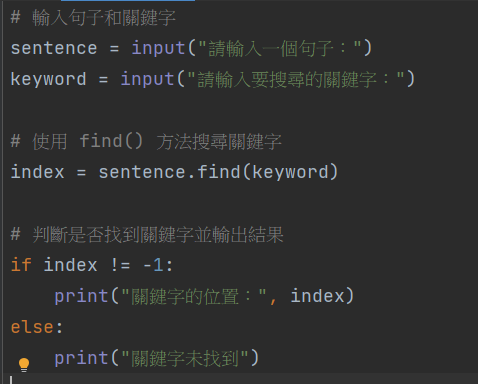 # 輸入句子和關鍵字
sentence = input("請輸入一個句子：")
keyword = input("請輸入要搜尋的關鍵字：")
# 使用 find() 方法搜尋關鍵字
index = sentence.find(keyword)
# 判斷是否找到關鍵字並輸出結果
if index != -1:
    print("關鍵字的位置：", index)
else:
    print("關鍵字未找到")